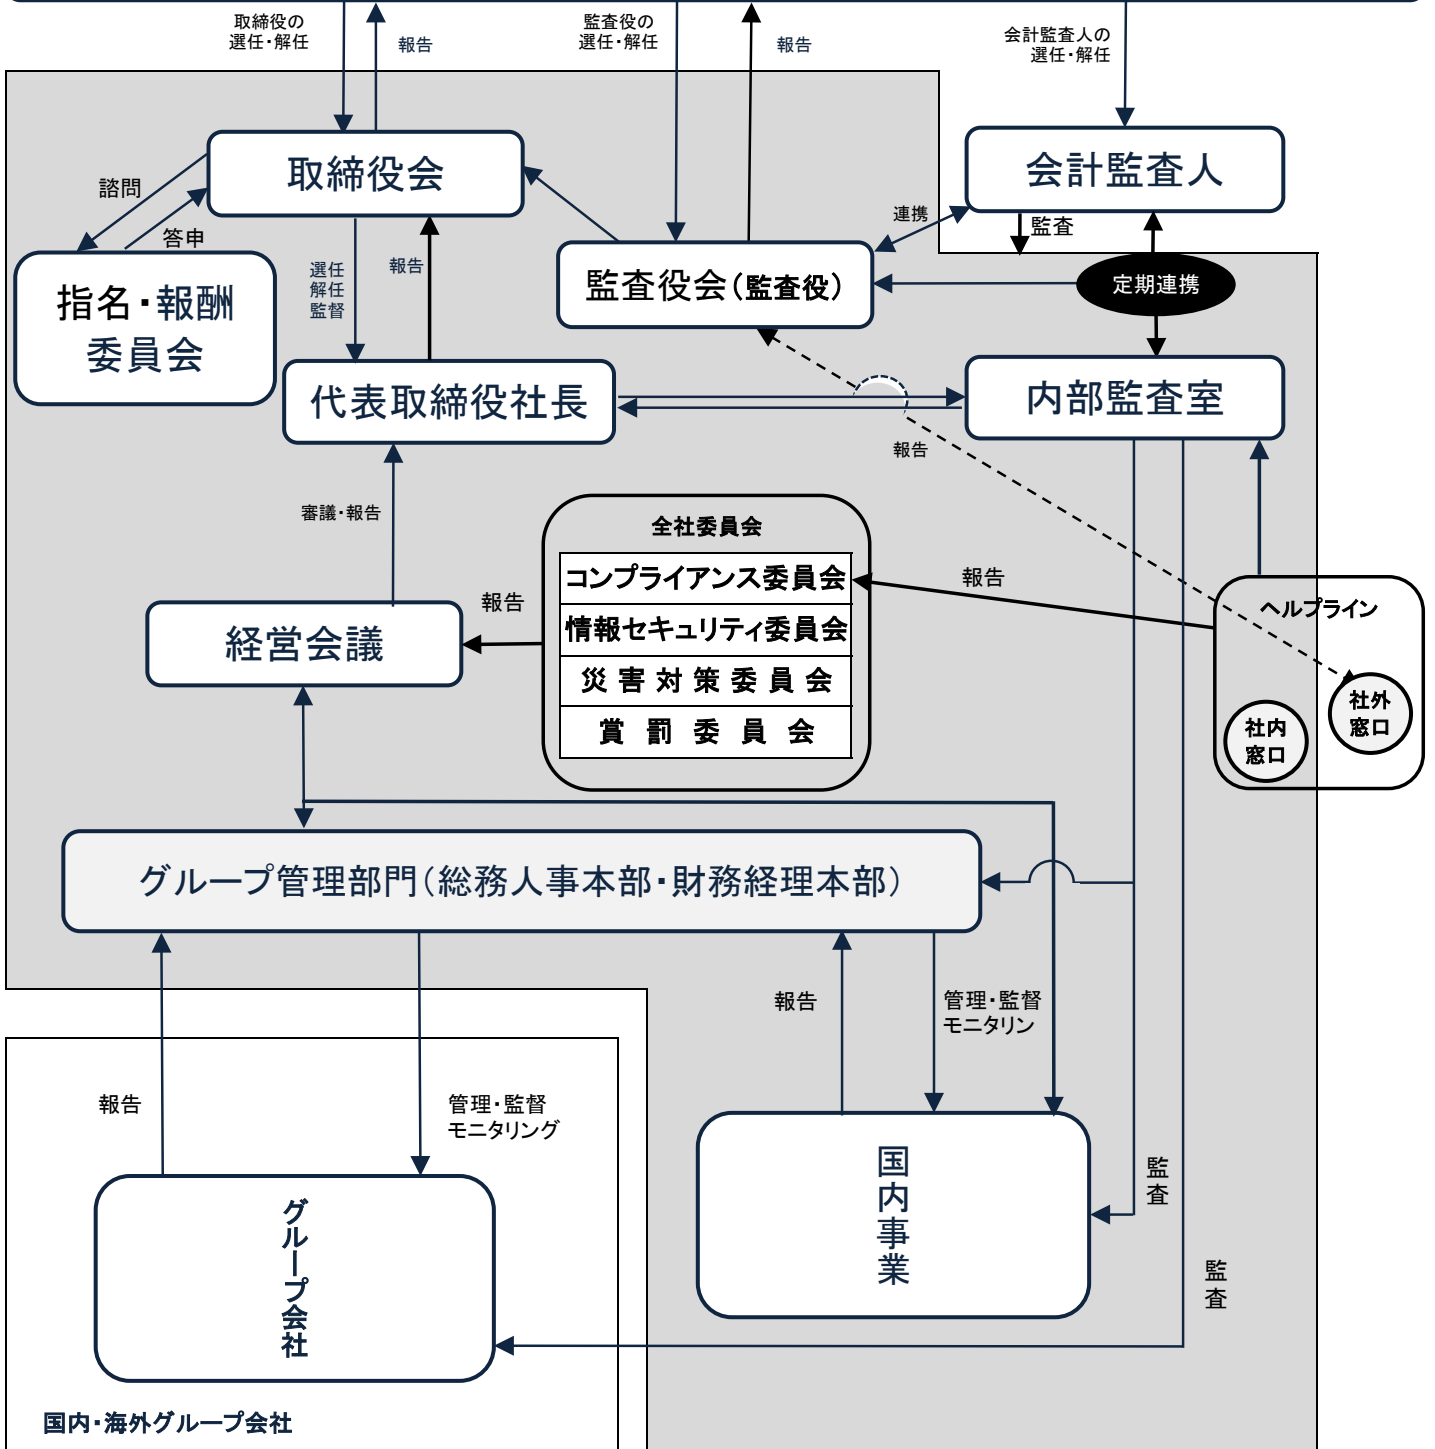 取締役の
選任・解任
報告
監査役の
選任・解任
報告
会計監査人の
選任・解任
取締役会
会計監査人
諮問
答申
連携
監査
指名・報酬
委員会
選任
解任
監督
報告
監査役会(監査役)
定期連携
代表取締役社長
内部監査室
報告
審議・報告
全社委員会
コンプライアンス委員会
情報セキュリティ委員会
災害対策委員会
賞罰委員会
報告
報告
経営会議
ヘルプライン
社外
窓口
社内
窓口
グループ管理部門(総務人事本部・財務経理本部)
報告
管理・監督
モニタリン
報告
管理・監督
モニタリング
国内事業
監査
監査
グループ会社
国内・海外グループ会社